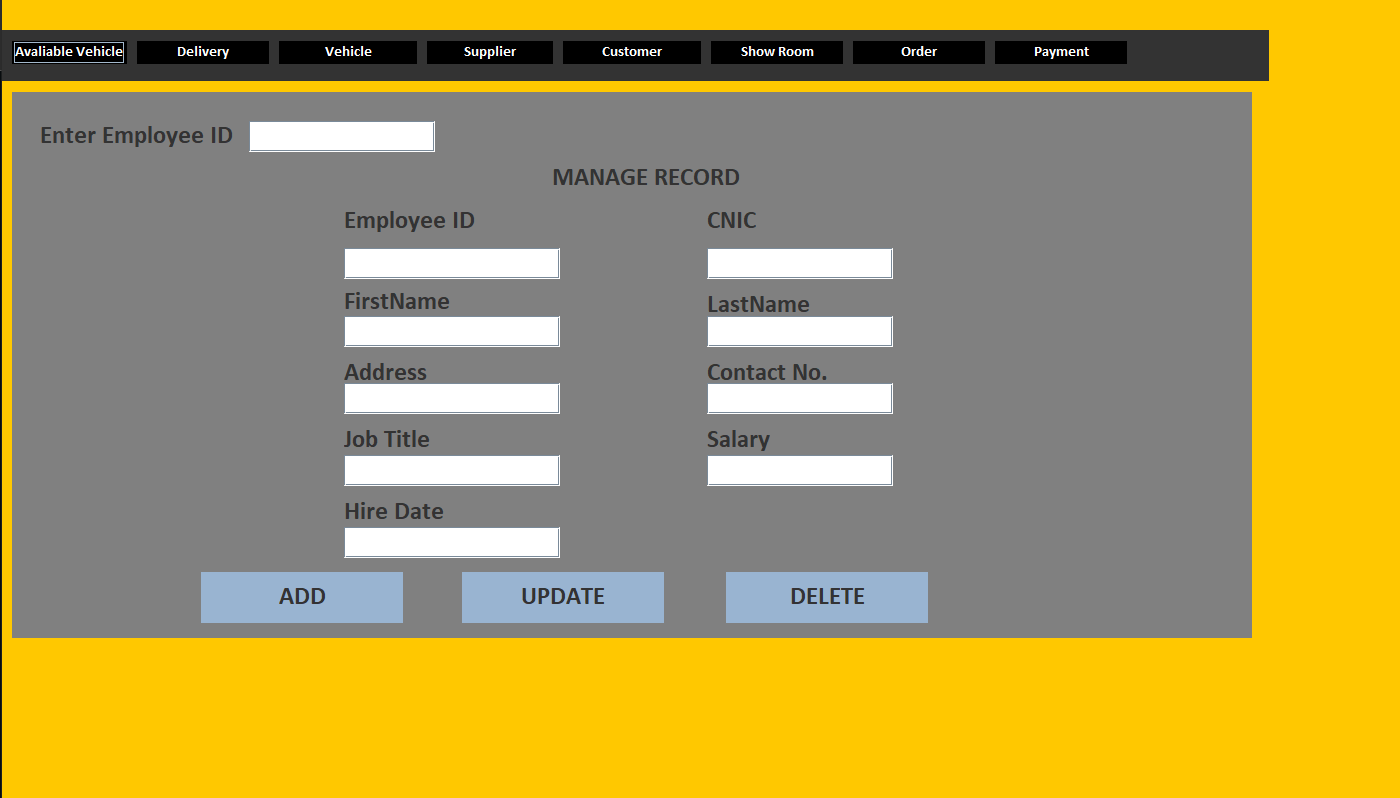 Avaliable Vehicle Delivery Vehicle Supplier Customer Show Room Order Payment
Enter Employee ID
MANAGE RECORD
Employee ID CNIC
FirstName LastName
Address Contact No.
Job Title Salary
Hire Date
ADD UPDATE DELETE